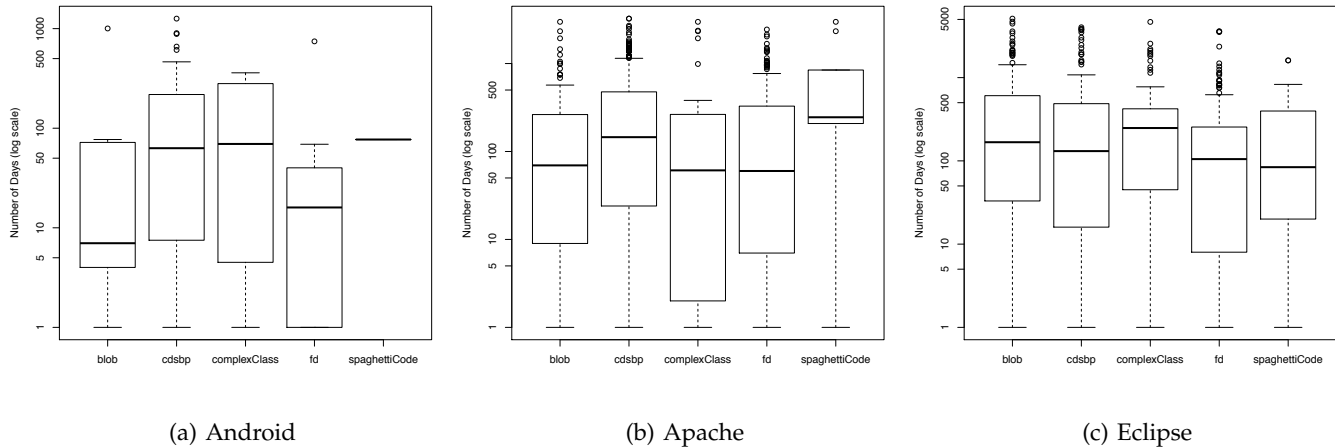 Number of Days (log scale)
1000
500
100
50
10
5
1
blob cdsbp complexClass fd spaghettiCode
(a) Android
Number of Days (log scale)
500
100
50
10
5
1
blob cdsbp complexClass fd spaghettiCode
(b) Apache
Number of Days (log scale)
5000
500
100
50
10
5
1
blob cdsbp complexClass fd spaghettiCode
(c) Eclipse